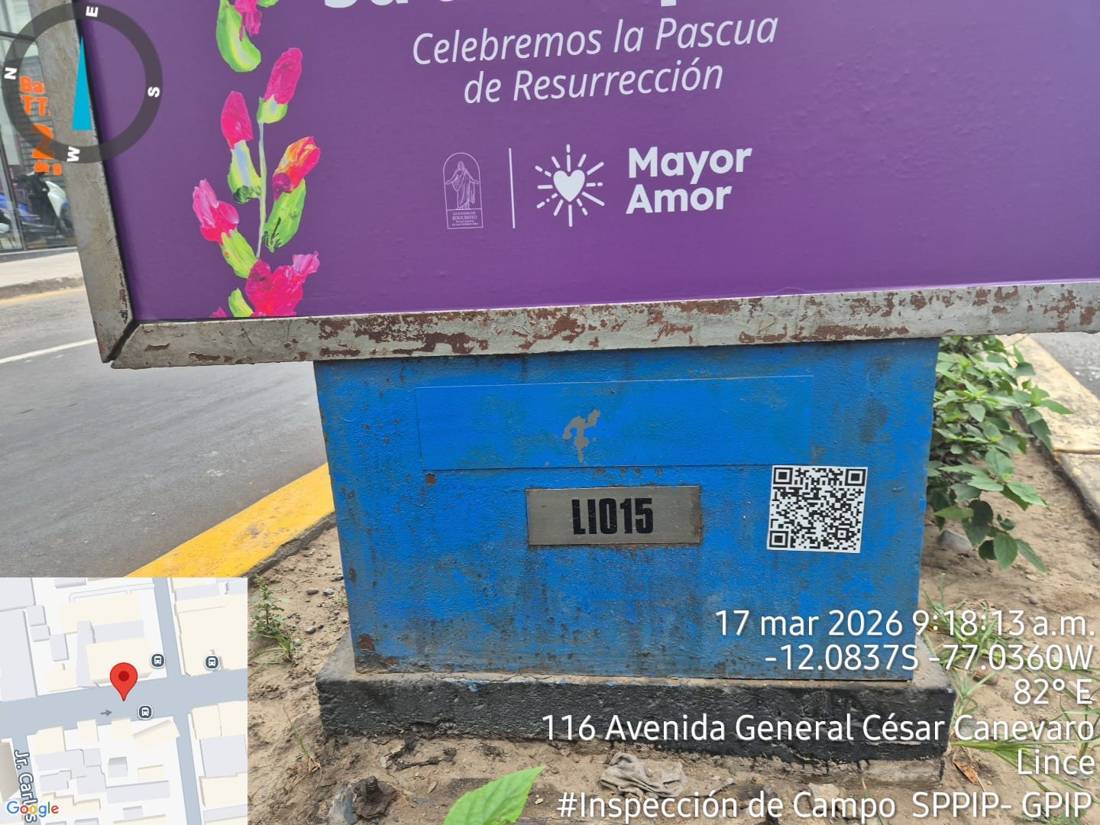 Celebremos la Pascua
de Resurrección
Mayor
Amor
LI015
17 mar 2026 9:18:13 a.m.
-12.0837S -77.0360W
82° E
116 Avenida General César Canevaro
Lince
#Inspección de Campo SPPIP- GPIP
N
E
S
W
Google